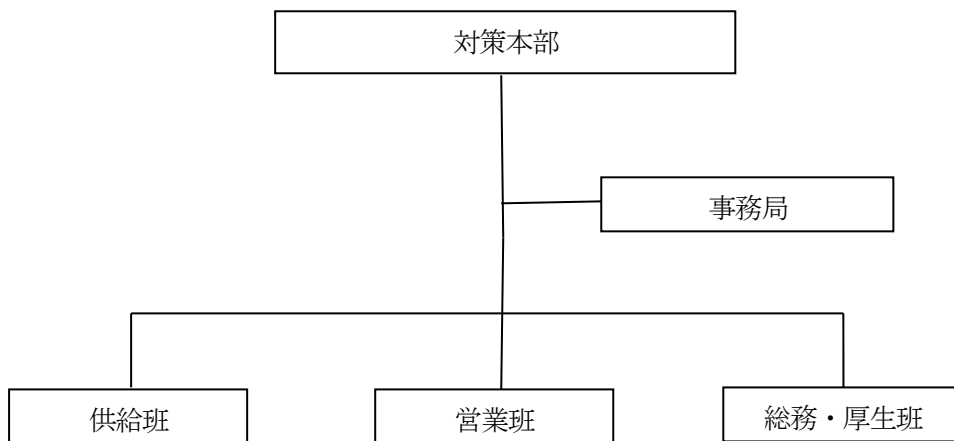 対策本部
事務局
供給班
営業班
総務・厚生班